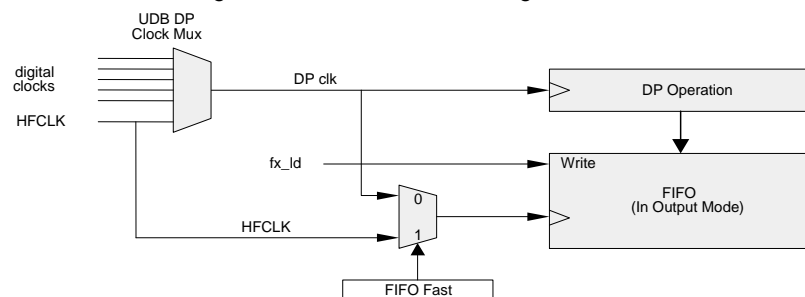 UDB DP
Clock Mux
digital
clocks
DP clk
DP Operation
HFCLK
fx_ld
Write
0
FIFO
(In Output Mode)
HFCLK
1
FIFO Fast